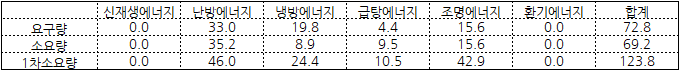 신재생에너지 난방에너지 냉방에너지 급탕에너지 조명에너지 환기에너지 합계
요구량 0.0 33.0 19.8 4.4 15.6 0.0 72.8
소요량 0.0 35.2 8.9 9.5 15.6 0.0 69.2
1차소요량 0.0 46.0 24.4 10.5 42.9 0.0 123.8